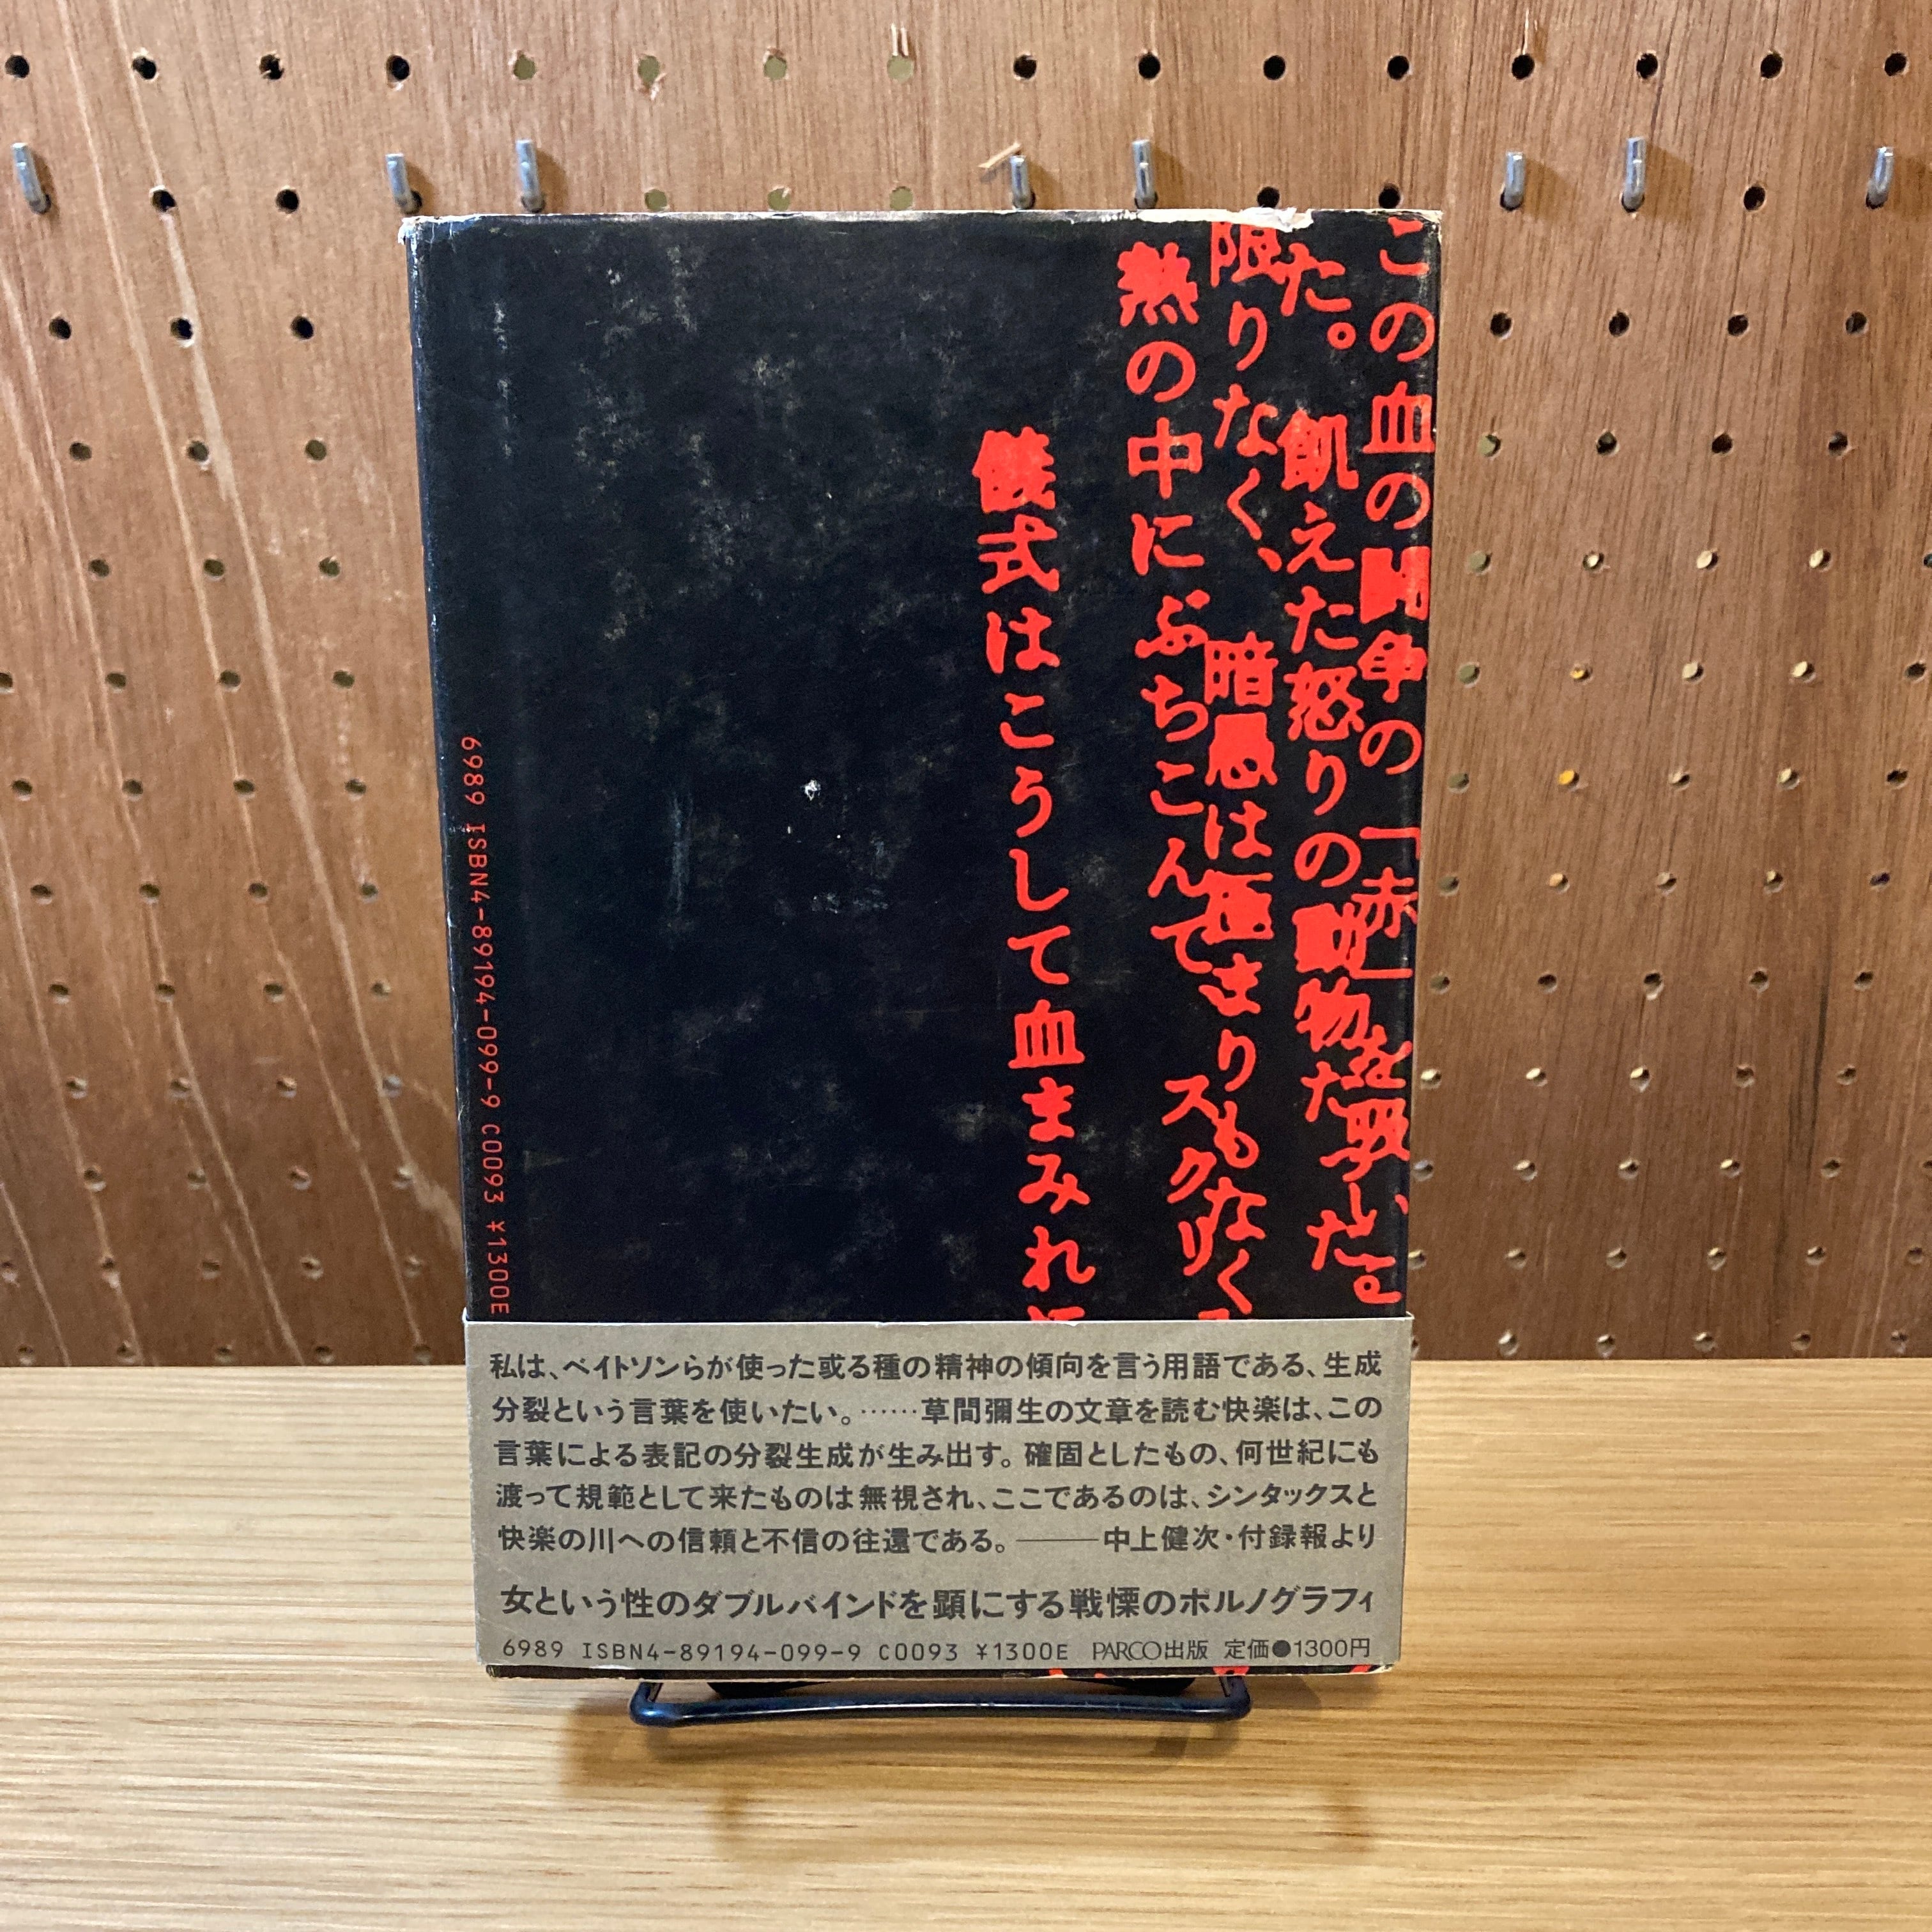 この血の闘争の「赤」を戦いとる
た。　飢えた怒りの動物たた
限りなく、　暗愚は極まりもなく
熱の中にぶちこんで　スクリ
儀式はこうして血まみれに
6989 ISBN4-89194-099-9 C0093 ¥1300E
私は、ベイトソンらが使った或る種の精神の傾向を言う用語である、生成
分裂という言葉を使いたい。……草間彌生の文章を読む快楽は、この
言葉による表記の分裂生成が生み出す。確固としたもの、何世紀にも
渡って規範として来たものは無視され、ここであるのは、シンタックスと
快楽の川への信頼と不信の往還である。――中上健次・付録報より
女という性のダブルバインドを顕にする戦慄のポルノグラフィ
6989 ISBN4-89194-099-9 C0093 ¥1300E PARCO出版 定価●1300円